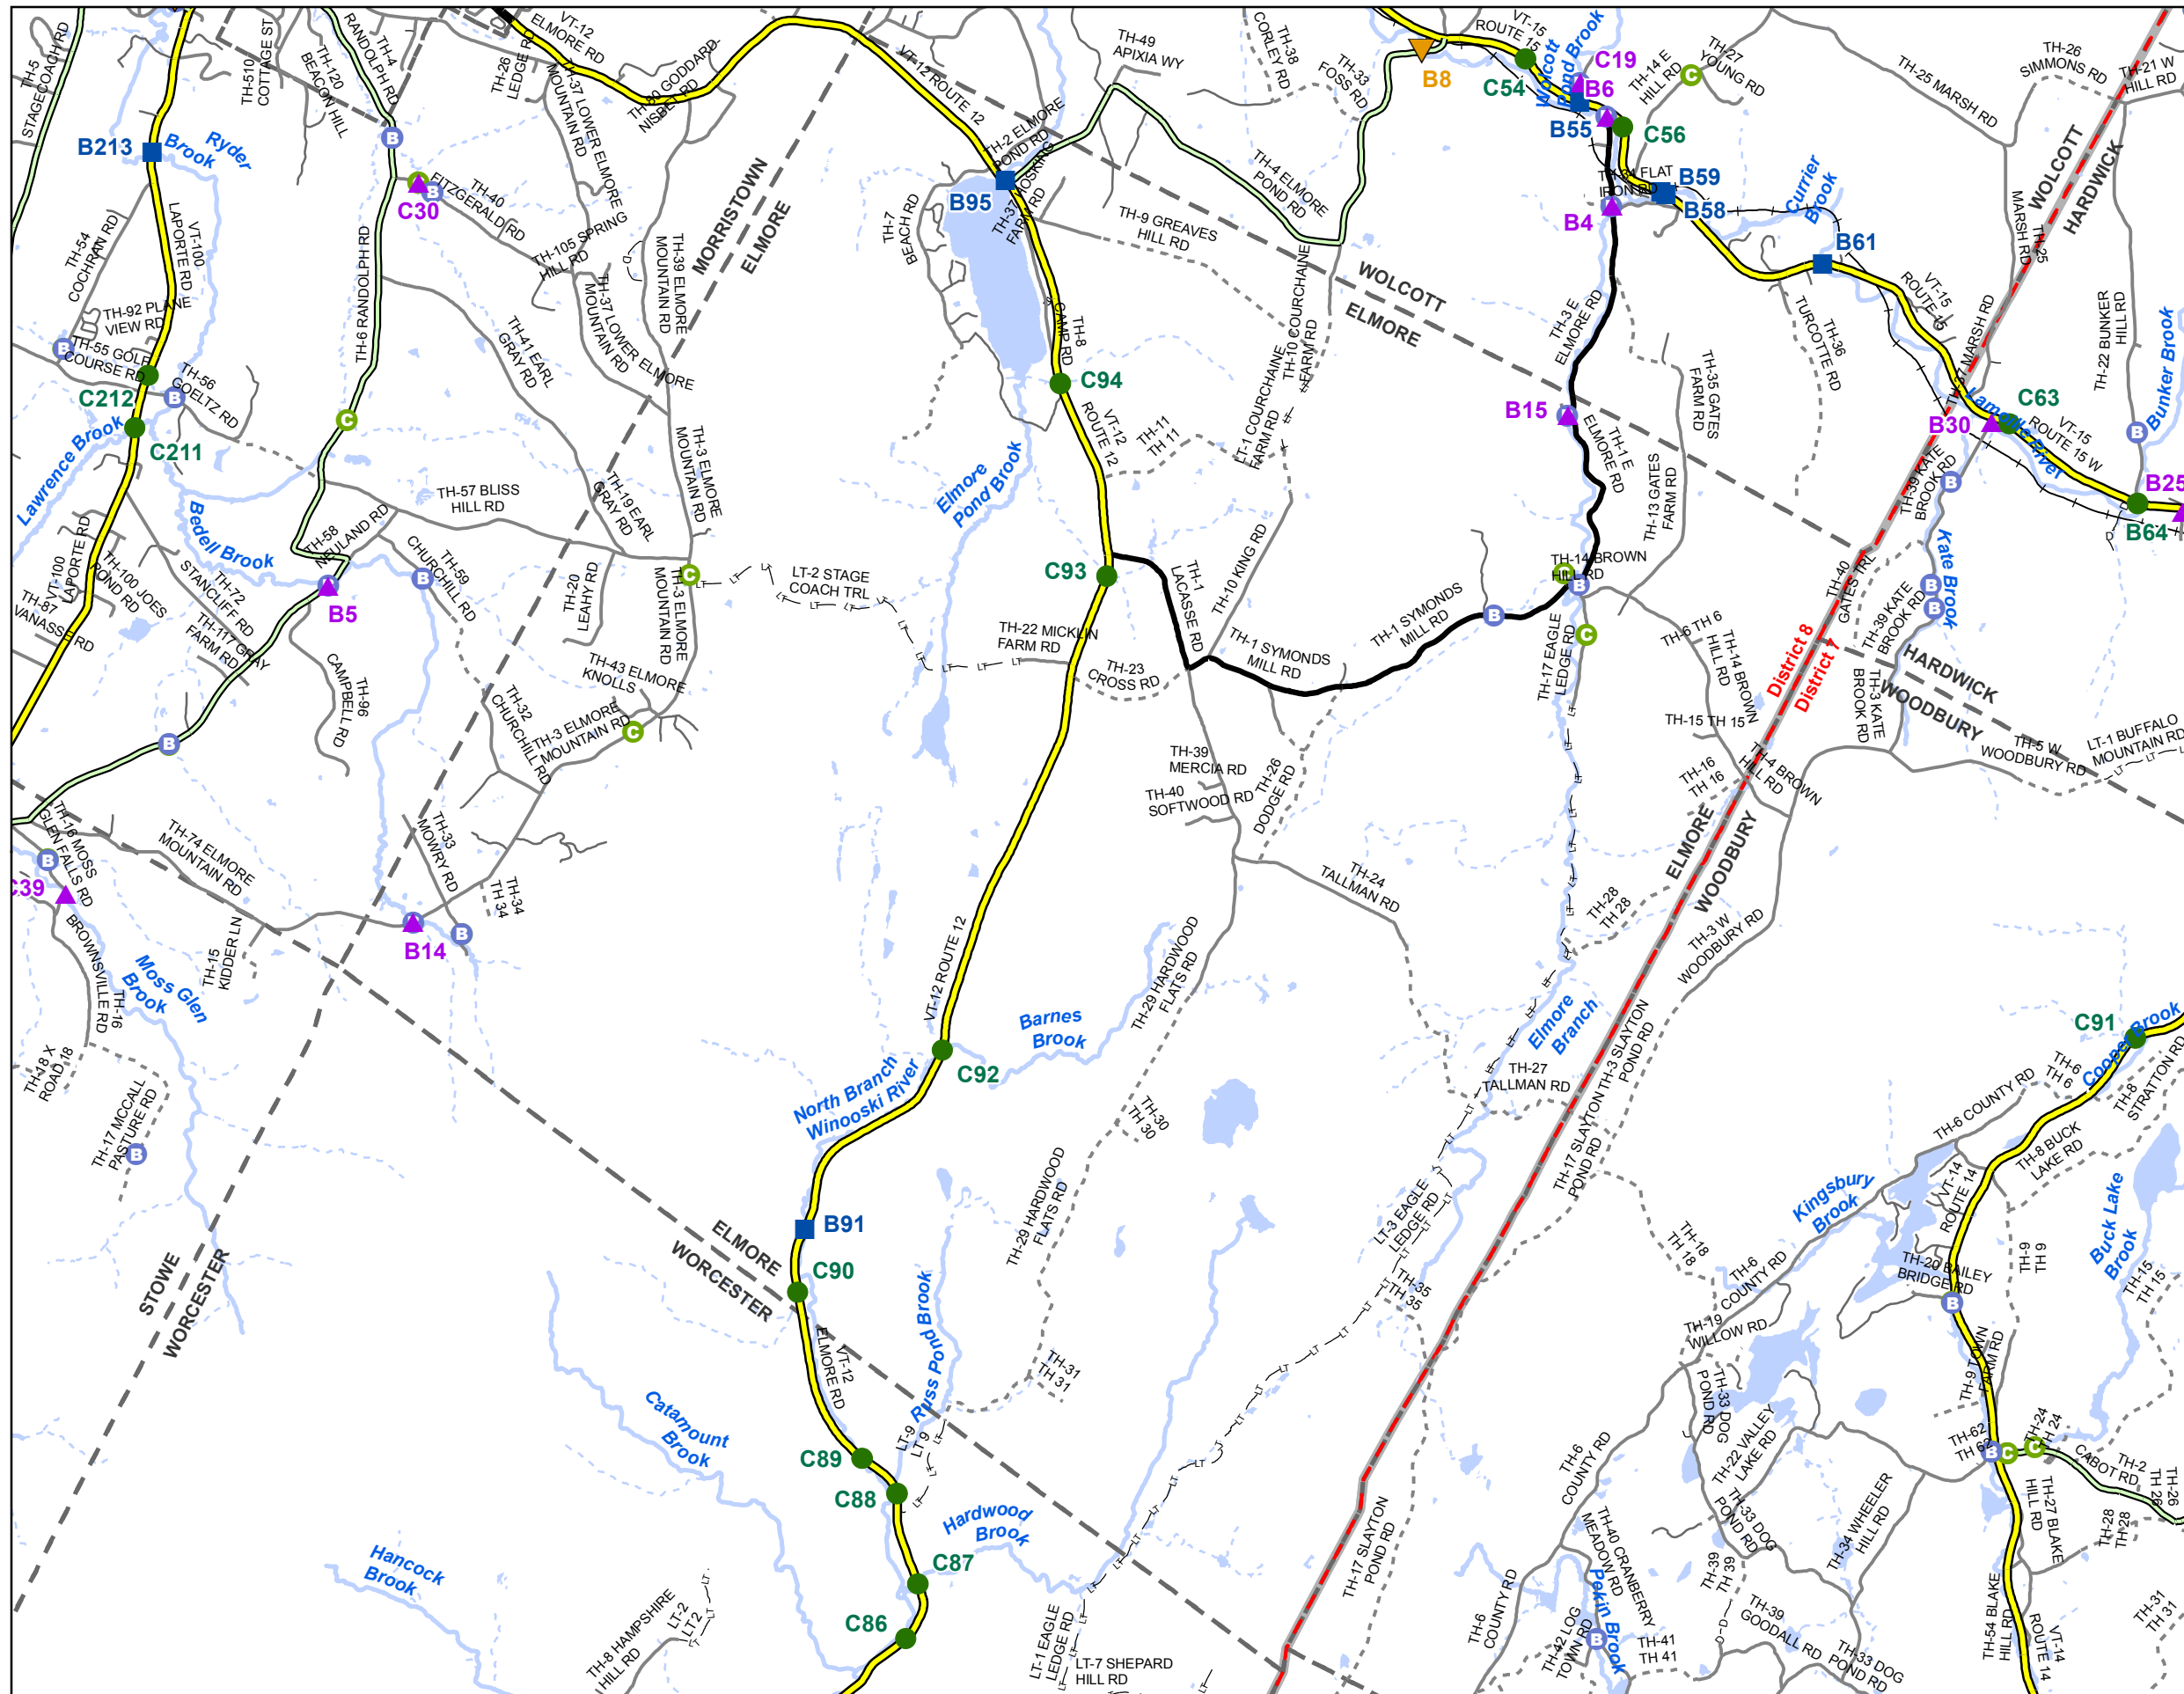 TH-5
STAGECOACH RD
TH-510
COTTAGE ST
TH-120
BEACON HILL
TH-4
RANDOLPH RD
VT-12
ELMORE RD
TH-26
LEDGE RD
TH-37 LOWER ELMORE
MOUNTAIN RD
TH-80 GODDARD-
NISBET RD
VT-12 ROUTE 12
TH-49
APIXIA WY
TH-38
CORLEY RD
TH-33
FOSS RD
B8
VT-15
ROUTE 15
C54
Wolcott
Pond Brook
C19
B6
B55
C56
TH-14 E
HILL RD
TH-27
YOUNG RD
TH-25 MARSH RD
TH-26
SIMMONS RD
TH-21 W
HILL RD
WOLCOTT
HARDWICK
B213
Ryder
Brook
C30
FITZGERALD RD
TH-40
TH-105 SPRING
HILL RD
TH-2 ELMORE
POND RD
TH-37 HOSKING
FARM RD
B95
TH-7
BEACH RD
TH-9 GREAVES
HILL RD
TH-4 ELMORE
POND RD
TH-34 FLAT
IRON RD
B59
B58
B4
Currier
Brook
B61
MARSH RD
TH-25
TH-54
COCHRAN RD
VT-100
LAPORTE RD
TH-6 RANDOLPH RD
TH-39 ELMORE
MOUNTAIN RD
MORRISTOWN
ELMORE
WOLCOTT
ELMORE
TH-92 PLANE
VIEW RD
TH-55 GOLF
COURSE RD
C212
TH-56
GOELTZ RD
Lawrence Brook
C211
TH-41 EARL
GRAY RD
TH-37 LOWER ELMORE
MOUNTAIN RD
TH-8
CAMP RD
C94
TH-10 COURCHAINE
FARM RD
LT-1 COURCHAINE
FARM RD
TH-3 E
ELMORE RD
B15
TH-1 E
ELMORE RD
TH-35 GATES
FARM RD
TH-13 GATES
FARM RD
TH-36
TURCOTTE RD
VT-15
ROUTE 15
TH-37 MARSH RD
C63
B30
Lamoille River
VT-15
ROUTE 15 W
TH-22 BUNKER
HILL RD
Bunker Brook
B25
B64
Bedell Brook
TH-58
NEULAND RD
TH-57 BLISS
HILL RD
TH-19 EARL
GRAY RD
TH-3 ELMORE
MOUNTAIN RD
Elmore
Pond Brook
VT-12
ROUTE 12
TH-11
TH 11
C93
TH-39 KATE
BROOK RD
Kate Brook
VT-100
LAPORTE RD
TH-100 JOES
POND RD
TH-87
VANASSE RD
TH-72
STANCLIFF RD
TH-117 GRAY
FARM RD
B5
TH-59
CHURCHILL RD
TH-20
LEAHY RD
TH-3 ELMORE
MOUNTAIN RD
LT-2 STAGE
COACH TRL
TH-22 MICKLIN
FARM RD
TH-23
CROSS RD
TH-1
LACASSE RD
TH-10 KING RD
TH-1 SYMONDS
MILL RD
TH-1 SYMONDS
MILL RD
TH-14 BROWN
HILL RD
TH-17 EAGLE
LEDGE RD
TH-6 TH 6
TH-14 BROWN
HILL RD
TH-40
GATES TRL
District 8
District 7
TH-39 KATE
BROOK RD
TH-3 KATE
BROOK RD
HARDWICK
WOODBURY
TH-5 W
WOODBURY RD
LT-1 BUFFALO
MOUNTAIN RD
TH-96
CAMPBELL RD
TH-32
CHURCHILL RD
TH-43 ELMORE
KNOLLS
TH-3 ELMORE
MOUNTAIN RD
TH-39
MERCIA RD
TH-40
SOFTWOOD RD
TH-26
DODGE RD
TH-15 TH 15
TH-16
TH 16
TH-4 BROWN
HILL RD
TH-16 MOSS
GLEN FALLS RD
C39
TH-74 ELMORE
MOUNTAIN RD
TH-33
MOWRY RD
TH-34
TH 34
B14
TH-24
TALLMAN RD
TH-28
TH 28
ELMORE
WOODBURY
TH-3 W
WOODBURY RD
TH-16
BROWNSVILLE RD
Moss Glen
Brook
TH-15
KIDDER LN
VT-12 ROUTE 12
TH-29 HARDWOOD
FLATS RD
Barnes
Brook
C92
Elmore
Branch
TH-3 SLAYTON
POND RD
C91
Cooper Brook
TH-18 X
ROAD 18
TH-17 MCCALL
PASTURE RD
North Branch
Winooski River
TH-30
TH 30
TH-27
TALLMAN RD
TH-17 SLAYTON
POND RD
TH-6
TH 6
TH-6 COUNTY RD
TH-8
STRATTON RD
TH-8 BUCK
LAKE RD
VT-14
ROUTE 14
Kingsbury
Brook
Buck Lake
Brook
STOWE
WORCESTER
B91
ELMORE
WORCESTER
C90
TH-29 HARDWOOD
FLATS RD
LT-3 EAGLE
LEDGE RD
TH-35
TH 35
TH-18
TH 18
TH-6
COUNTY RD
TH-19
WILLOW RD
TH-20 BAILEY
BRIDGE RD
TH-9
TH 9
TH-15
TH 15
VT-12
ELMORE RD
Russ Pond Brook
TH-31
TH 31
Catamount
Brook
C89
LT-9
LT 9
C88
Hardwood
Brook
C87
C86
Hancock
Brook
TH-8 HAMPSHIRE
HILL RD
LT-2
LT 2
LT-1 EAGLE
LEDGE RD
LT-7 SHEPARD
HILL RD
TH-17 SLAYTON
POND RD
TH-6
COUNTY RD
TH-33 DOG
POND RD
TH-22 VALLEY
LAKE RD
TH-9 TOWN
FARM RD
TH-62
TH 62
TH-24
TH 24
TH-2
CABOT RD
TH-26
TH 26
TH-28
TH 28
TH-27 BLAKE
HILL RD
TH-34 WHEELER
HILL RD
TH-33 DOG
POND RD
TH-40 CRANBERRY
MEADOW RD
TH-39
TH 39
TH-39
GOODALL RD
TH-33 DOG
POND RD
TH-6
COUNTY RD
TH-42 LOG
TOWN RD
Pekin Brook
TH-41
TH 41
TH-54 BLAKE
HILL RD
VT-14
ROUTE 14
TH-31
TH 31